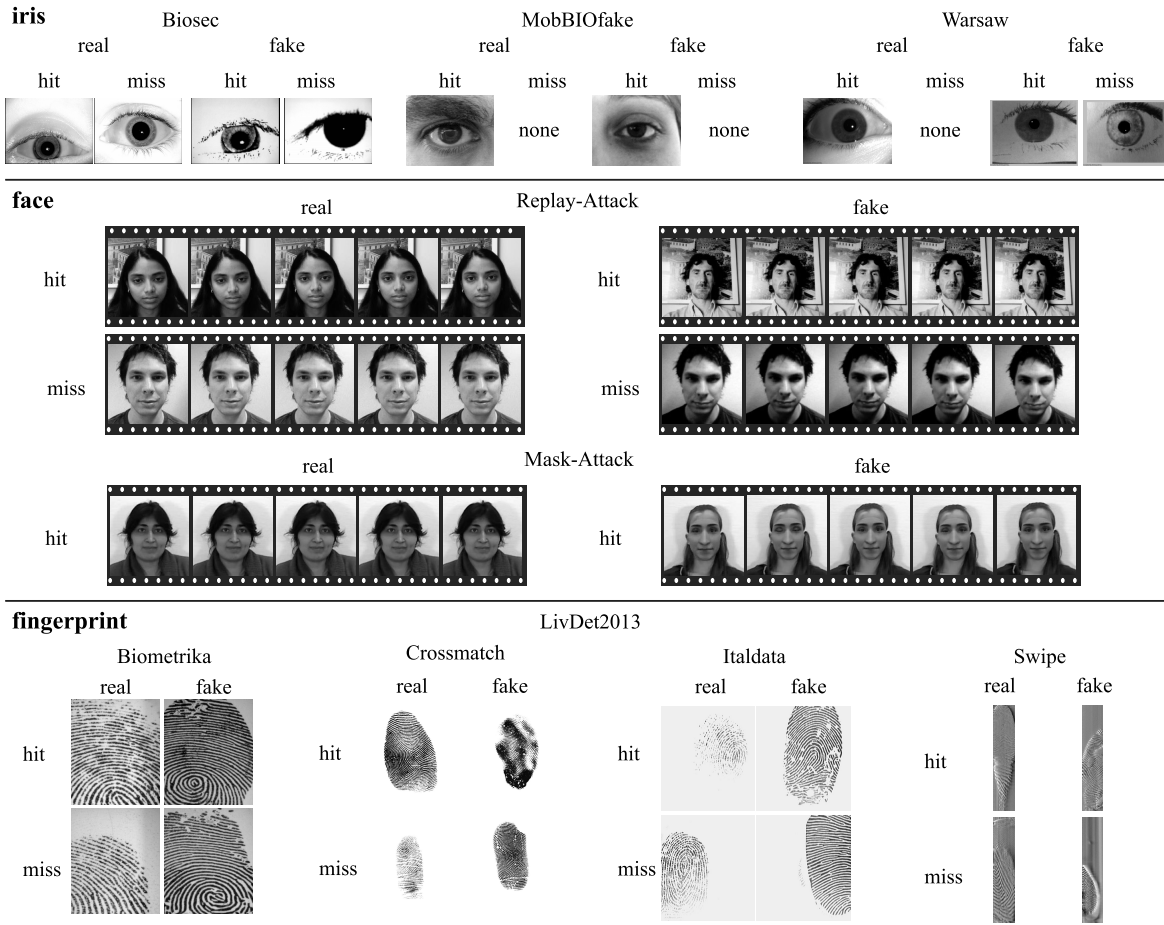 iris
Biosec MobBIOfake Warsaw
real fake real fake real fake
hit miss hit miss hit miss hit miss hit miss hit miss
none none none
face
real Replay-Attack fake
hit hit
miss miss
real Mask-Attack fake
hit hit
fingerprint
LivDet2013
Biometrika Crossmatch Italdata Swipe
real fake real fake real fake real fake
hit hit hit hit
miss miss miss miss